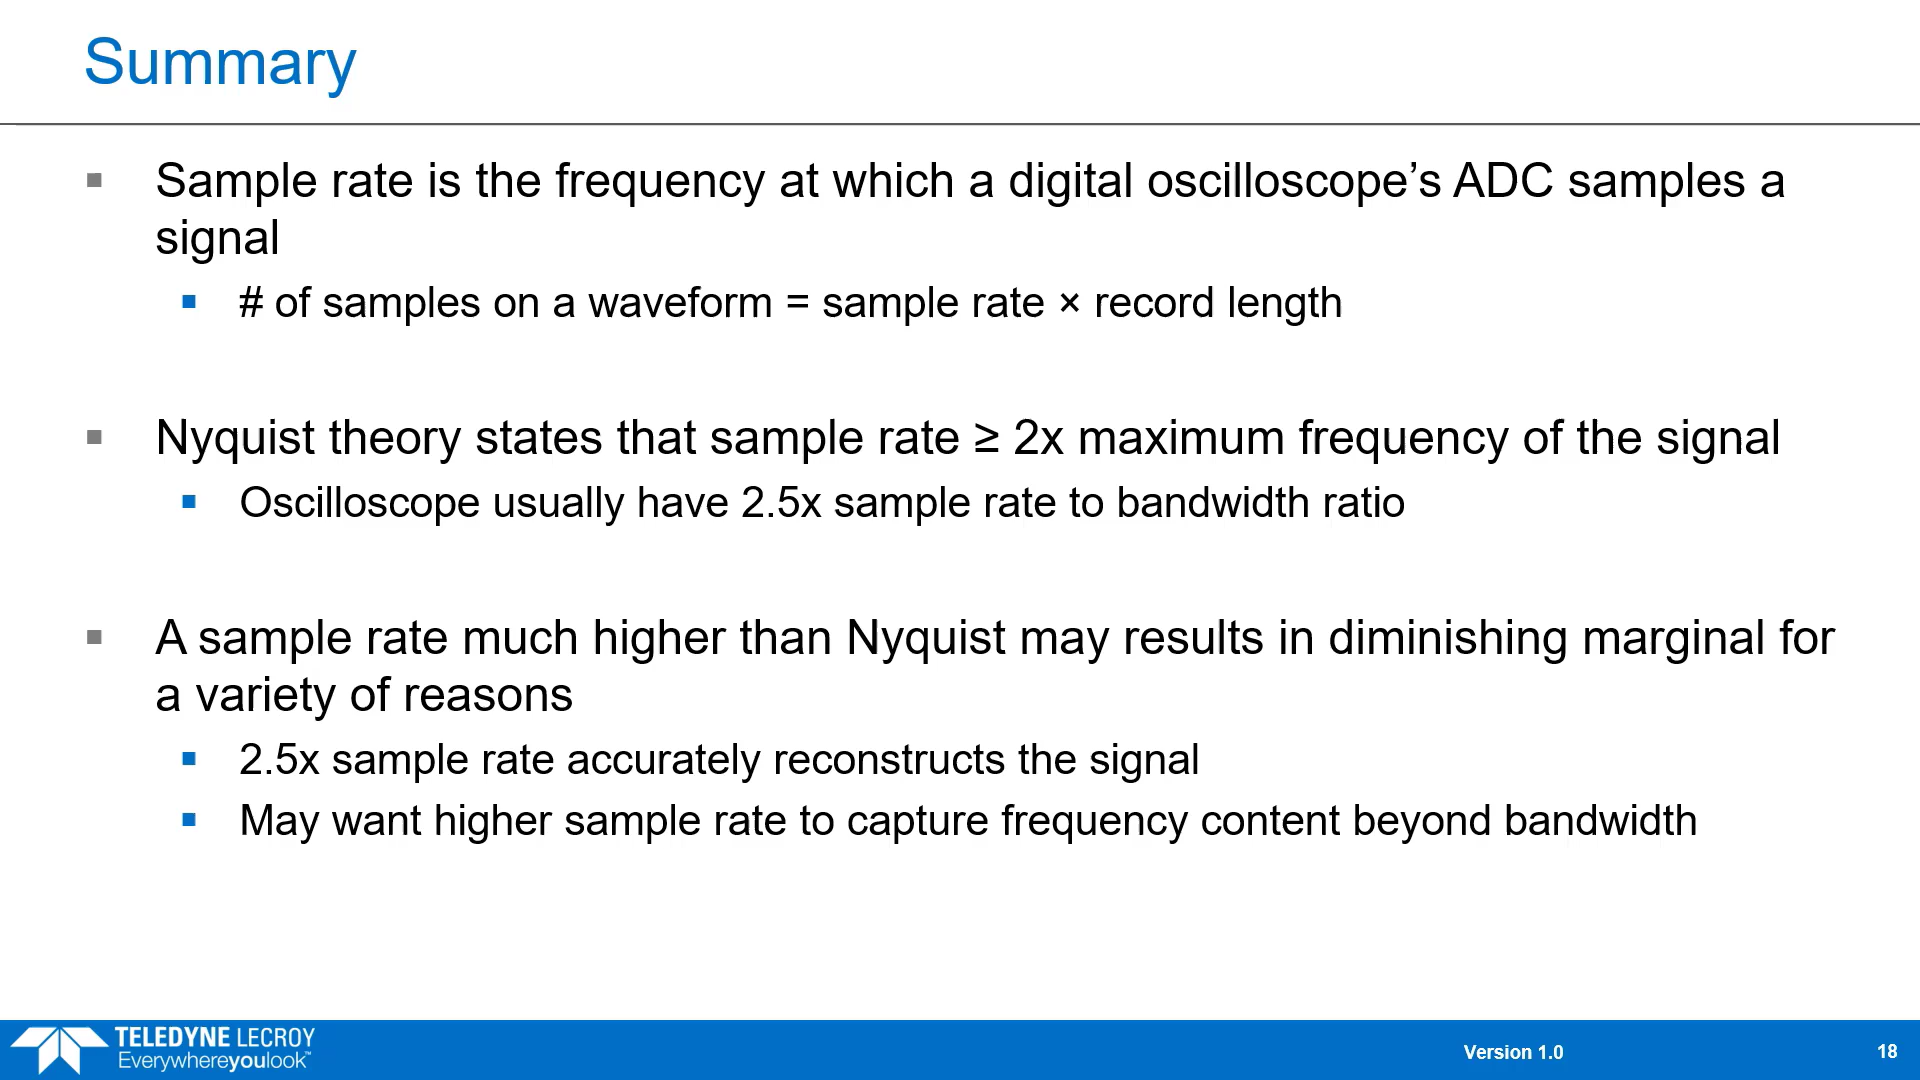 Summary
Sample rate is the frequency at which a digital oscilloscope’s ADC samples a
signal
# of samples on a waveform = sample rate × record length
Nyquist theory states that sample rate ≥ 2x maximum frequency of the signal
Oscilloscope usually have 2.5x sample rate to bandwidth ratio
A sample rate much higher than Nyquist may results in diminishing marginal for
a variety of reasons
2.5x sample rate accurately reconstructs the signal
May want higher sample rate to capture frequency content beyond bandwidth
TELEDYNE LECROY
Everywhereyoulook™
Version 1.0
18